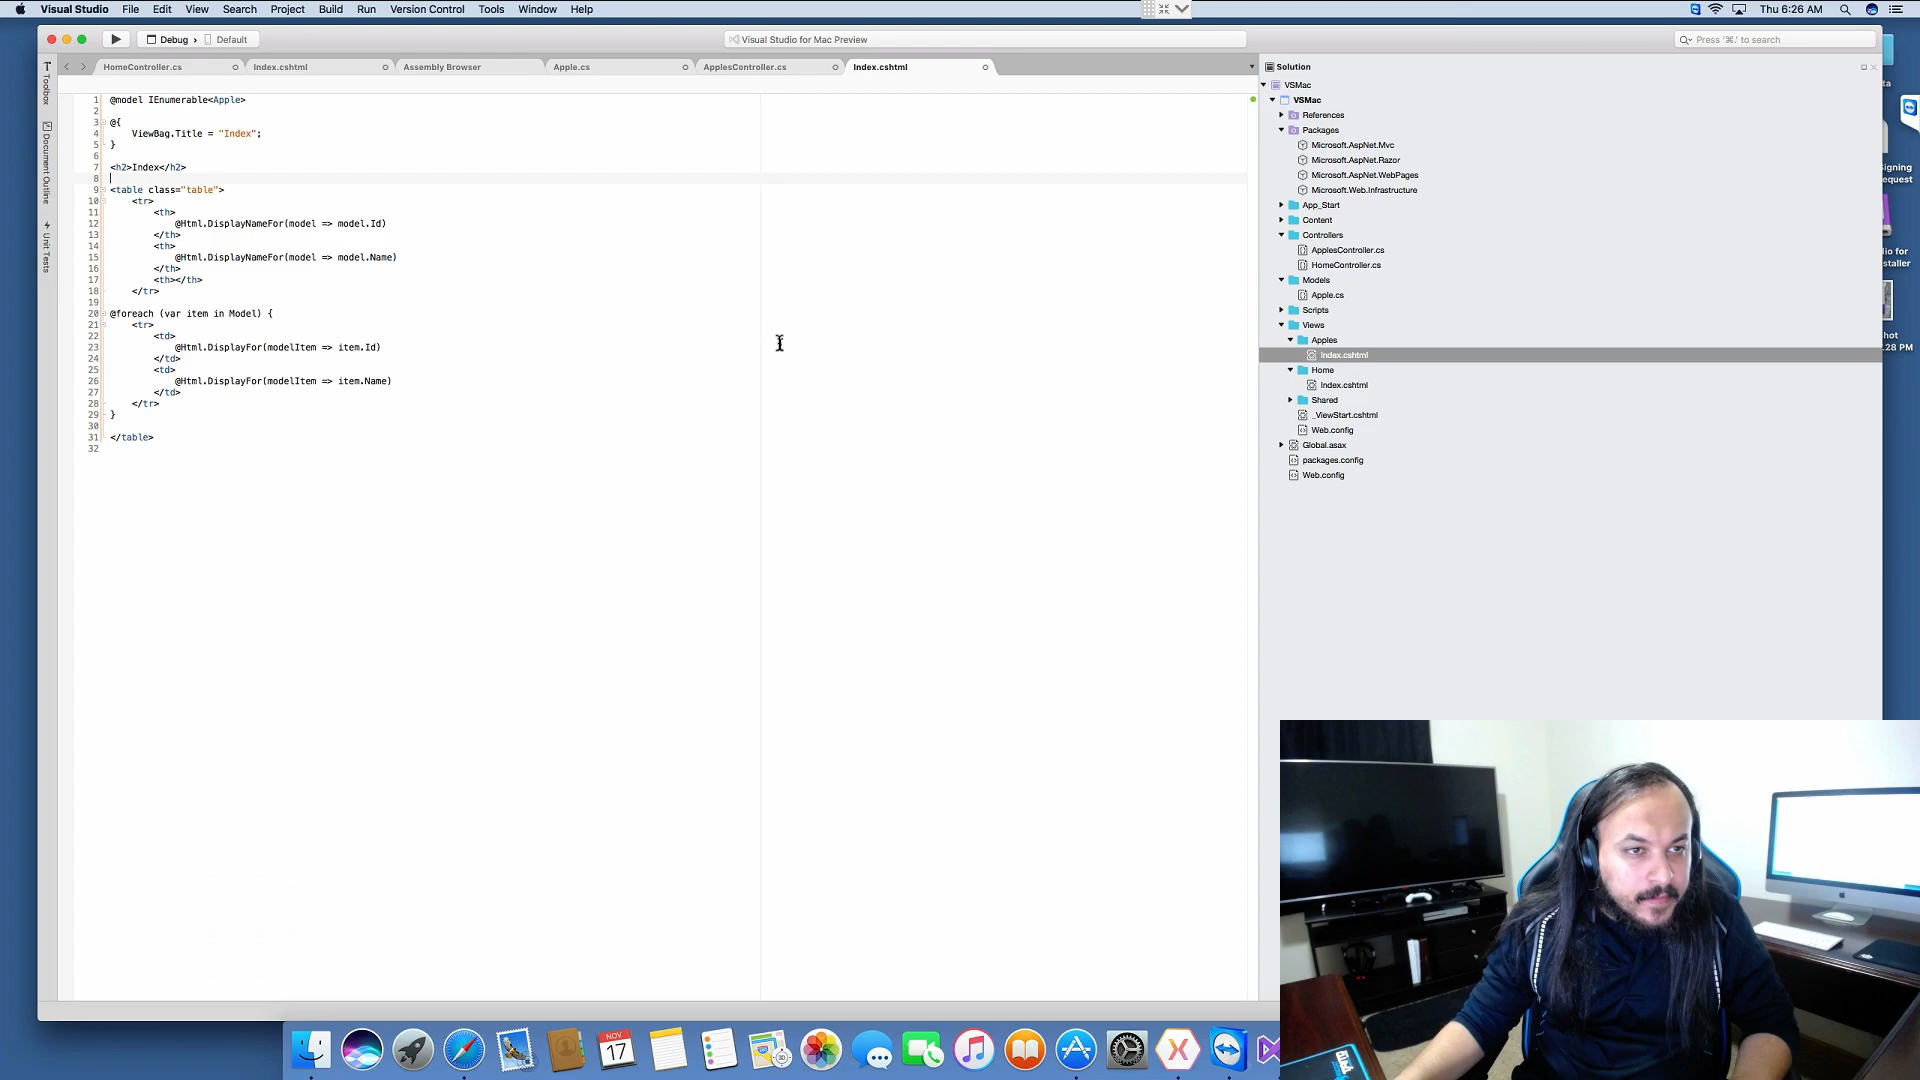 Visual Studio File Edit View Search Project Build Run Version Control Tools Window Help
Thu 6:26 AM
Debug Default
Visual Studio for Mac Preview
Press '⌘.' to search
HomeController.cs Index.cshtml Assembly Browser Apple.cs ApplesController.cs Index.cshtml
Toolbox
Document Outline
Unit Tests
1 @model IEnumerable<Apple>
2
3 @{
4 ViewBag.Title = "Index";
5 }
6
7 <h2>Index</h2>
8
9 <table class="table">
10 <tr>
11 <th>
12 @Html.DisplayNameFor(model => model.Id)
13 </th>
14 <th>
15 @Html.DisplayNameFor(model => model.Name)
16 </th>
17 <th></th>
18 </tr>
19
20 @foreach (var item in Model) {
21 <tr>
22 <td>
23 @Html.DisplayFor(modelItem => item.Id)
24 </td>
25 <td>
26 @Html.DisplayFor(modelItem => item.Name)
27 </td>
28 </tr>
29 }
30
31 </table>
32
Solution
VSMac
VSMac
References
Packages
Microsoft.AspNet.Mvc
Microsoft.AspNet.Razor
Microsoft.AspNet.WebPages
Microsoft.Web.Infrastructure
App_Start
Content
Controllers
ApplesController.cs
HomeController.cs
Models
Apple.cs
Scripts
Views
Apples
Index.cshtml
Home
Index.cshtml
Shared
_ViewStart.cshtml
Web.config
Global.asax
packages.config
Web.config
ta
igning
equest
io for
staller
hot
.28 PM
NOV
17